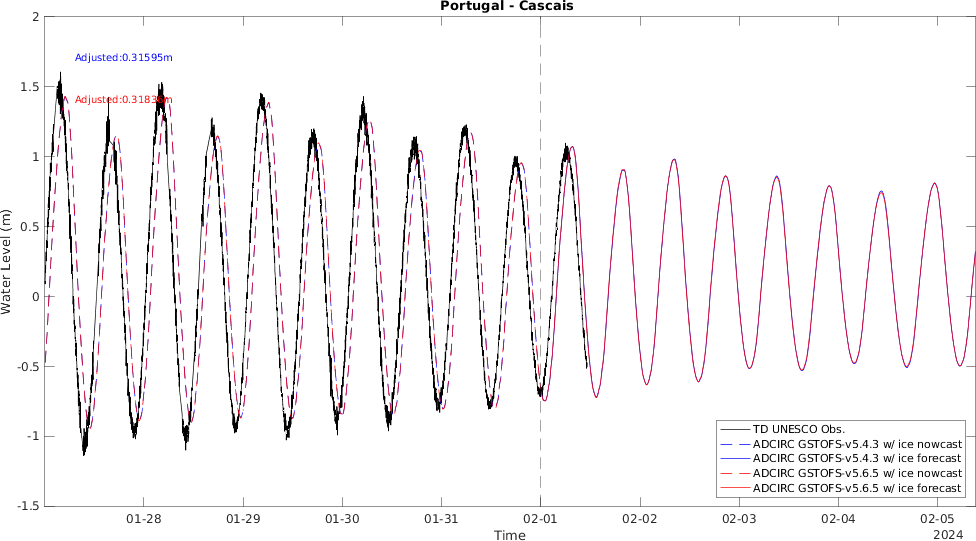 Portugal - Cascais
2
1.5
1
0.5
0
-0.5
-1
-1.5
Water Level (m)
Adjusted:0.31595m
Adjusted:0.31838m
TD UNESCO Obs.
ADCIRC GSTOFS-v5.4.3 w/ ice nowcast
ADCIRC GSTOFS-v5.4.3 w/ ice forecast
ADCIRC GSTOFS-v5.6.5 w/ ice nowcast
ADCIRC GSTOFS-v5.6.5 w/ ice forecast
01-28 01-29 01-30 01-31 02-01 02-02 02-03 02-04 02-05
Time
2024